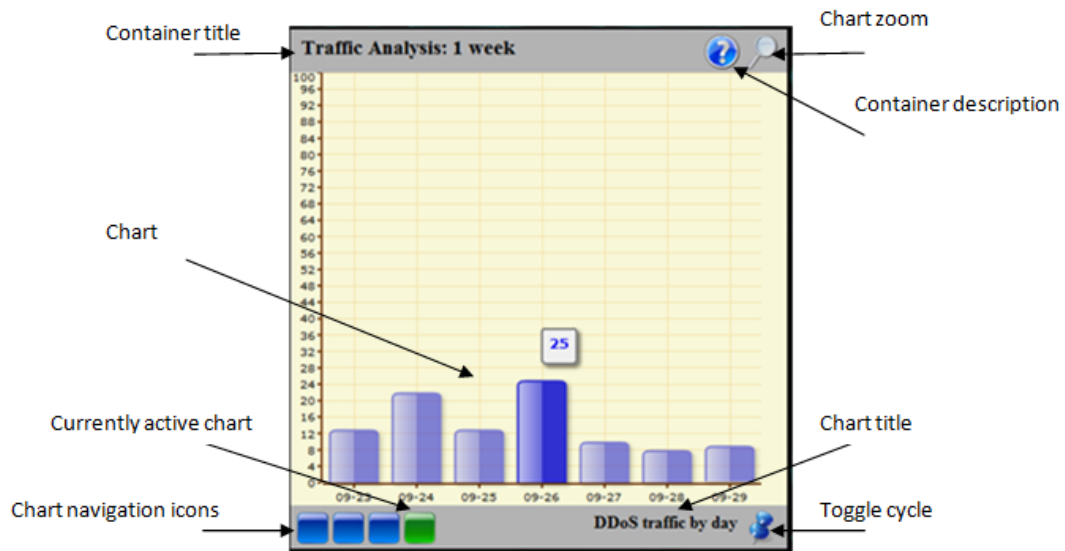 Container title
Chart zoom
Traffic Analysis: 1 week
?
Container description
100
96
92
88
84
80
76
72
68
64
60
56
52
48
44
40
36
32
28
24
20
16
12
8
4
0
Chart
25
Currently active chart
Chart title
09-23 09-24 09-25 09-26 09-27 09-28 09-29
Chart navigation icons
DDoS traffic by day
Toggle cycle